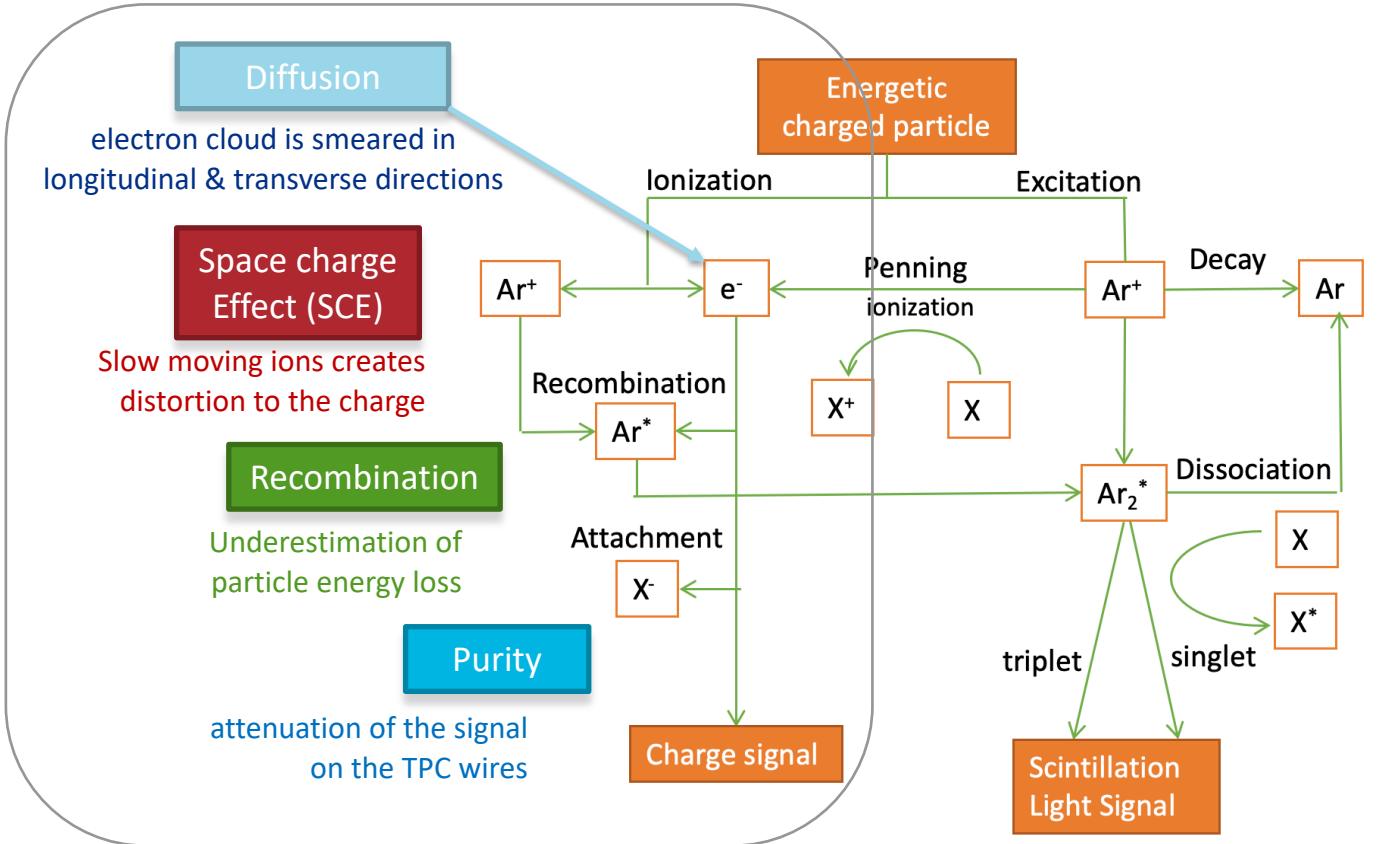 Diffusion
electron cloud is smeared in
longitudinal & transverse directions
Space charge
Effect (SCE)
Slow moving ions creates
distortion to the charge
Recombination
Underestimation of
particle energy loss
Purity
attenuation of the signal
on the TPC wires
Energetic
charged particle
Ionization
Excitation
Ar⁺
e⁻
Penning
ionization
Ar⁺
Decay
Ar
Recombination
Ar*
X⁺
X
Ar₂*
Dissociation
Attachment
X⁻
X
X*
triplet
singlet
Charge signal
Scintillation
Light Signal